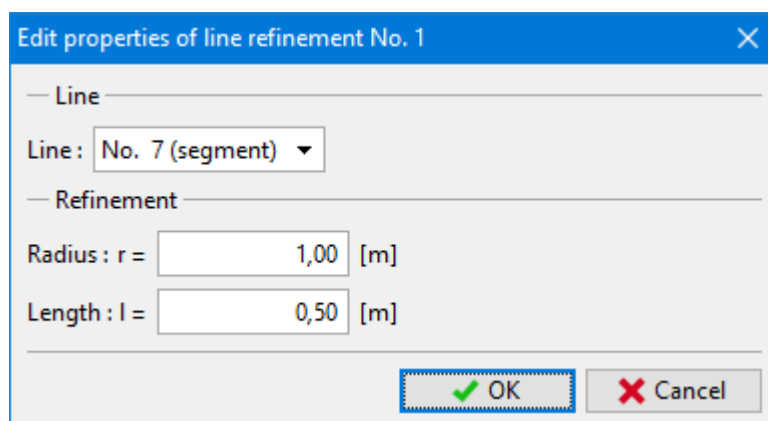 Edit properties of line refinement No. 1
Line
Line : No. 7 (segment)
Refinement
Radius : r = 1,00 [m]
Length : l = 0,50 [m]
OK Cancel